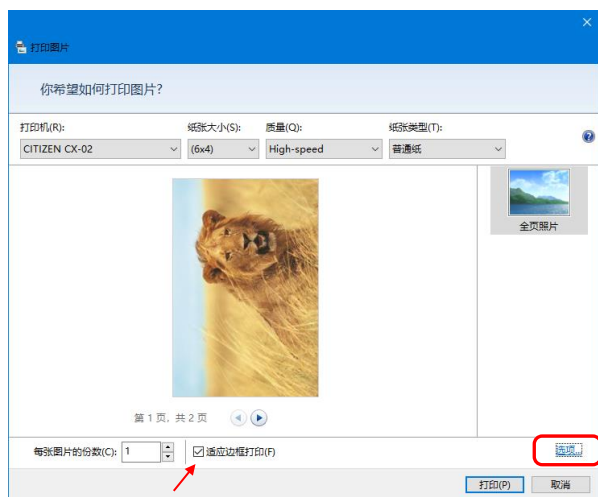 打印图片
你希望如何打印图片?
打印机(R): 纸张大小(S): 质量(Q): 纸张类型(T):
CITIZEN CX-02 (6x4) High-speed 普通纸
全页照片
第 1 页, 共 2 页
每张图片的份数(C): 1 适应边框打印(F) 选项...
打印(P) 取消